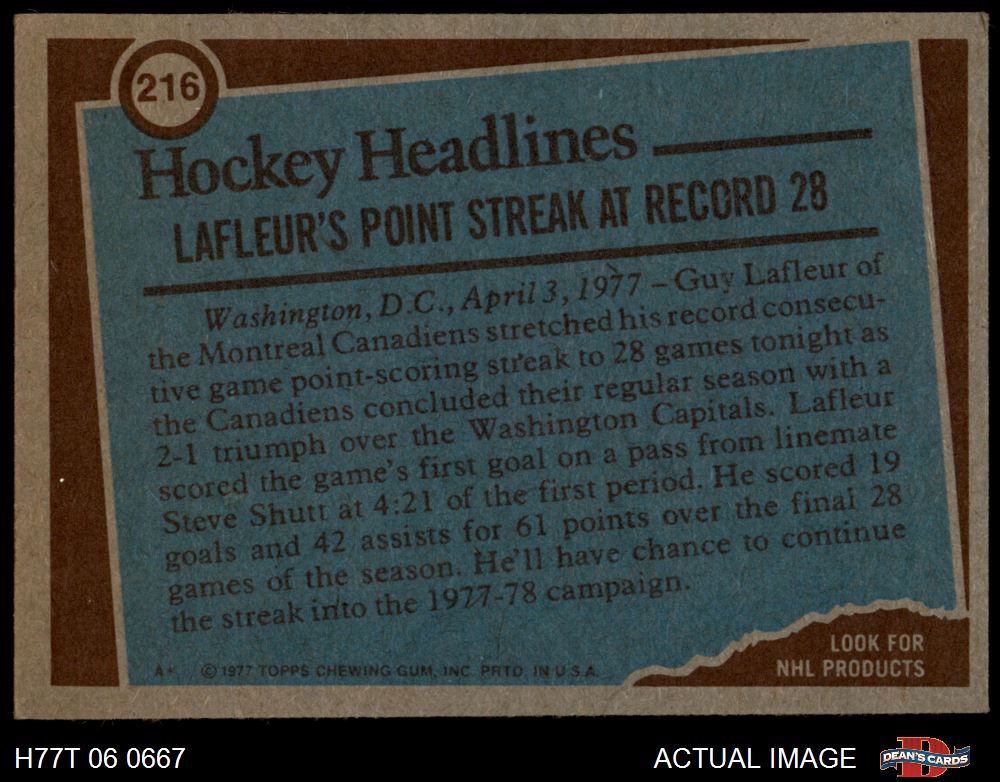 216
Hockey Headlines
LAFLEUR'S POINT STREAK AT RECORD 28
Washington, D.C., April 3, 1977 – Guy Lafleur of
the Montreal Canadiens stretched his record consecu-
tive game point-scoring streak to 28 games tonight as
the Canadiens concluded their regular season with a
2-1 triumph over the Washington Capitals. Lafleur
scored the game's first goal on a pass from linemate
Steve Shutt at 4:21 of the first period. He scored 19
goals and 42 assists for 61 points over the final 28
games of the season. He'll have chance to continue
the streak into the 1977-78 campaign.
LOOK FOR
NHL PRODUCTS
A* © 1977 TOPPS CHEWING GUM, INC. PRTD. IN U.S.A.
H77T 06 0667
ACTUAL IMAGE
DEAN'S CARDS